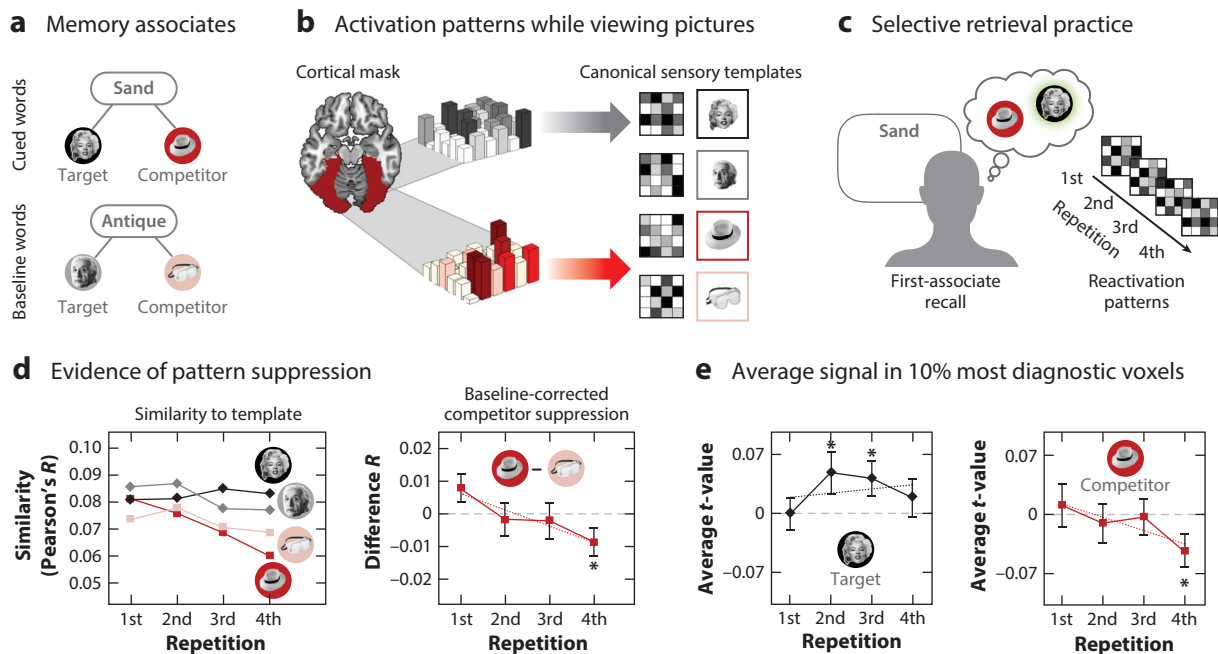 a Memory associates
Cued words
Sand
Target
Competitor
Baseline words
Antique
Target
Competitor
b Activation patterns while viewing pictures
Cortical mask
Canonical sensory templates
c Selective retrieval practice
Sand
First-associate
recall
1st
2nd
3rd
4th
Repetition
Reactivation
patterns
d Evidence of pattern suppression
Similarity to template
Similarity
(Pearson's R)
0.10
0.09
0.08
0.07
0.06
0.05
1st 2nd 3rd 4th
Repetition
Baseline-corrected
competitor suppression
Difference R
0.02
0.01
0
−0.01
−0.02
–
*
1st 2nd 3rd 4th
Repetition
e Average signal in 10% most diagnostic voxels
Average t-value
0.07
0
−0.07
* *
Target
1st 2nd 3rd 4th
Repetition
Average t-value
0.07
0
−0.07
Competitor
*
1st 2nd 3rd 4th
Repetition